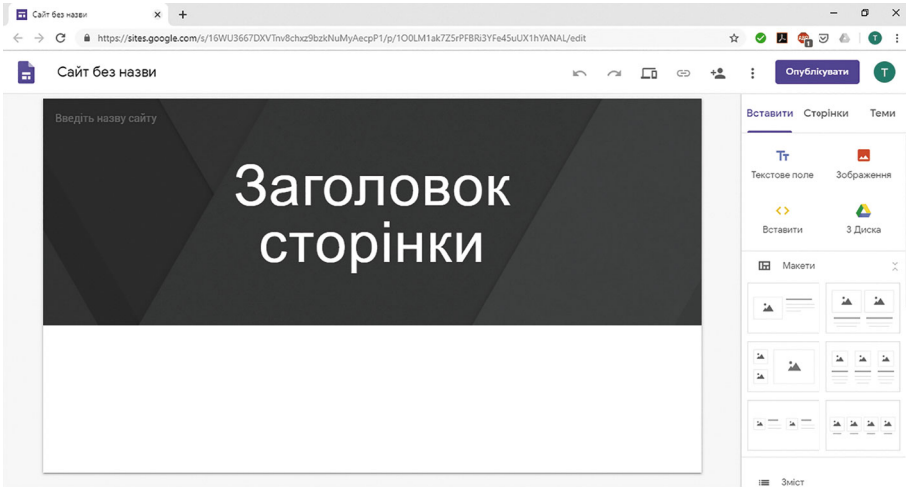 Сайт без назви
https://sites.google.com/s/16WU3667DXVTnv8chxz9bzkNuMyAecpP1/p/1O0LM1ak7Z5rPFBRi3YFe45uUX1hYANAL/edit
Сайт без назви
Опублікувати
T
Введіть назву сайту
Заголовок
сторінки
Вставити Сторінки Теми
Текстове поле
Зображення
Вставити
З Диска
Макети
Зміст